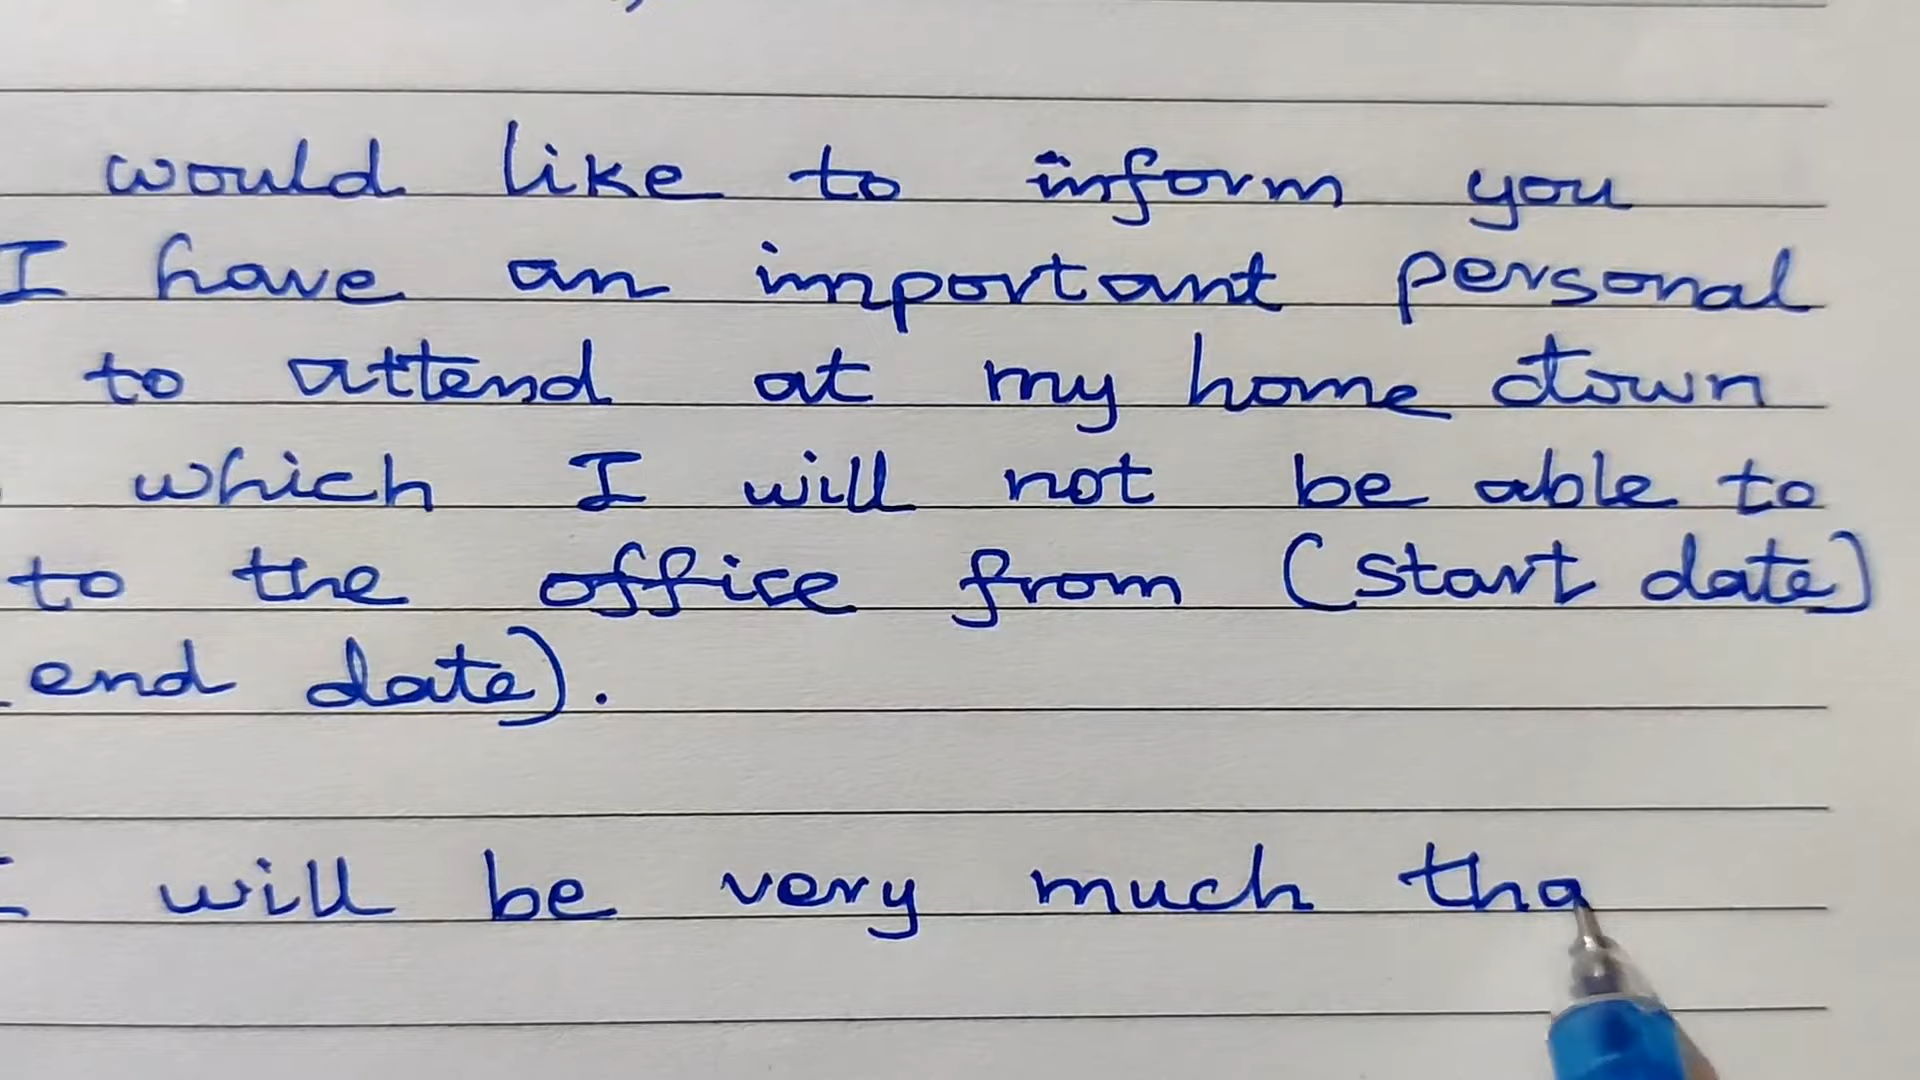 would like to inform you
I have an important personal
to attend at my home town
which I will not be able to
to the office from (start date)
end date).
I will be very much tha